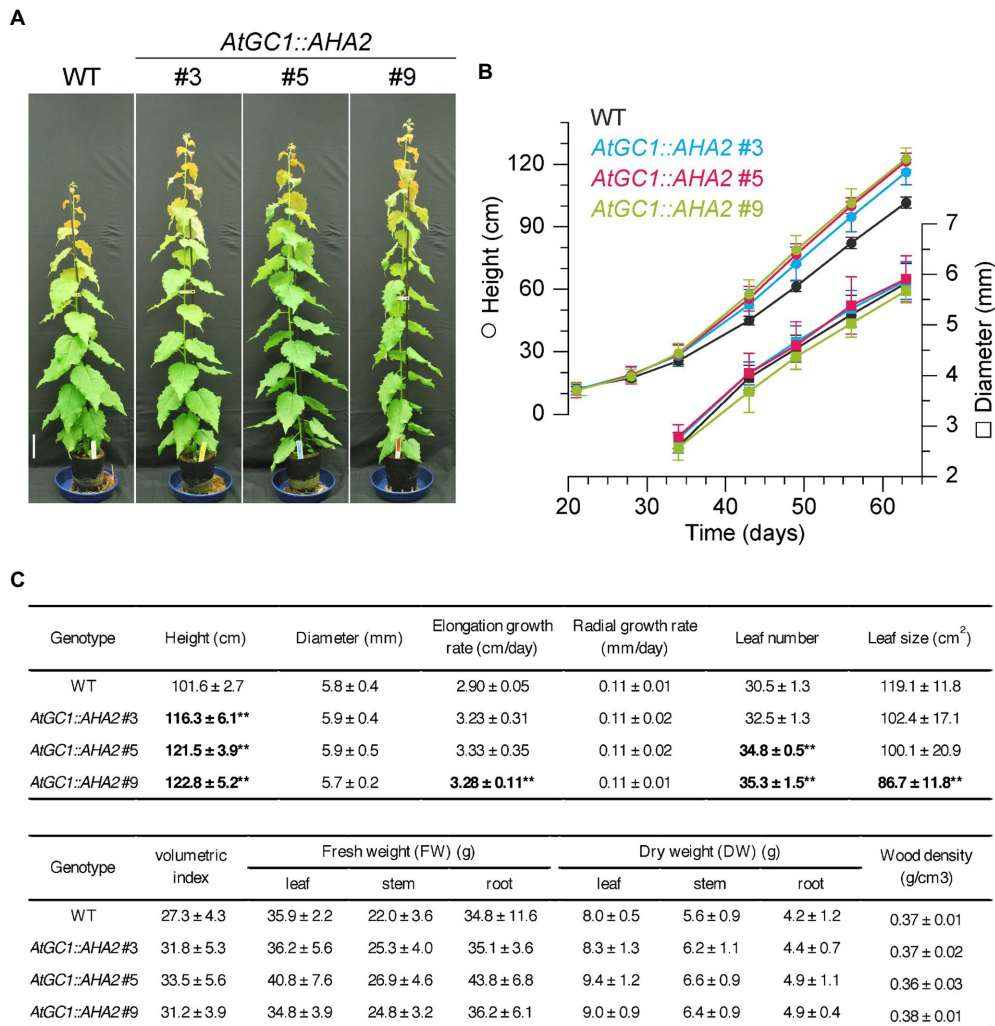 A
AtGC1::AHA2
WT #3 #5 #9
B
WT
AtGC1::AHA2 #3
AtGC1::AHA2 #5
AtGC1::AHA2 #9
Height (cm)
120
90
60
30
0
7
6
5
4
3
2
Diameter (mm)
20 30 40 50 60
Time (days)
C
Genotype Height (cm) Diameter (mm) Elongation growth rate (cm/day) Radial growth rate (mm/day) Leaf number Leaf size (cm²)
WT 101.6 ± 2.7 5.8 ± 0.4 2.90 ± 0.05 0.11 ± 0.01 30.5 ± 1.3 119.1 ± 11.8
AtGC1::AHA2 #3 116.3 ± 6.1** 5.9 ± 0.4 3.23 ± 0.31 0.11 ± 0.02 32.5 ± 1.3 102.4 ± 17.1
AtGC1::AHA2 #5 121.5 ± 3.9** 5.9 ± 0.5 3.33 ± 0.35 0.11 ± 0.02 34.8 ± 0.5** 100.1 ± 20.9
AtGC1::AHA2 #9 122.8 ± 5.2** 5.7 ± 0.2 3.28 ± 0.11** 0.11 ± 0.01 35.3 ± 1.5** 86.7 ± 11.8**
Genotype volumetric index Fresh weight (FW) (g) Dry weight (DW) (g) Wood density (g/cm3)
leaf stem root leaf stem root
WT 27.3 ± 4.3 35.9 ± 2.2 22.0 ± 3.6 34.8 ± 11.6 8.0 ± 0.5 5.6 ± 0.9 4.2 ± 1.2 0.37 ± 0.01
AtGC1::AHA2 #3 31.8 ± 5.3 36.2 ± 5.6 25.3 ± 4.0 35.1 ± 3.6 8.3 ± 1.3 6.2 ± 1.1 4.4 ± 0.7 0.37 ± 0.02
AtGC1::AHA2 #5 33.5 ± 5.6 40.8 ± 7.6 26.9 ± 4.6 43.8 ± 6.8 9.4 ± 1.2 6.6 ± 0.9 4.9 ± 1.1 0.36 ± 0.03
AtGC1::AHA2 #9 31.2 ± 3.9 34.8 ± 3.9 24.8 ± 3.2 36.2 ± 6.1 9.0 ± 0.9 6.4 ± 0.9 4.9 ± 0.4 0.38 ± 0.01